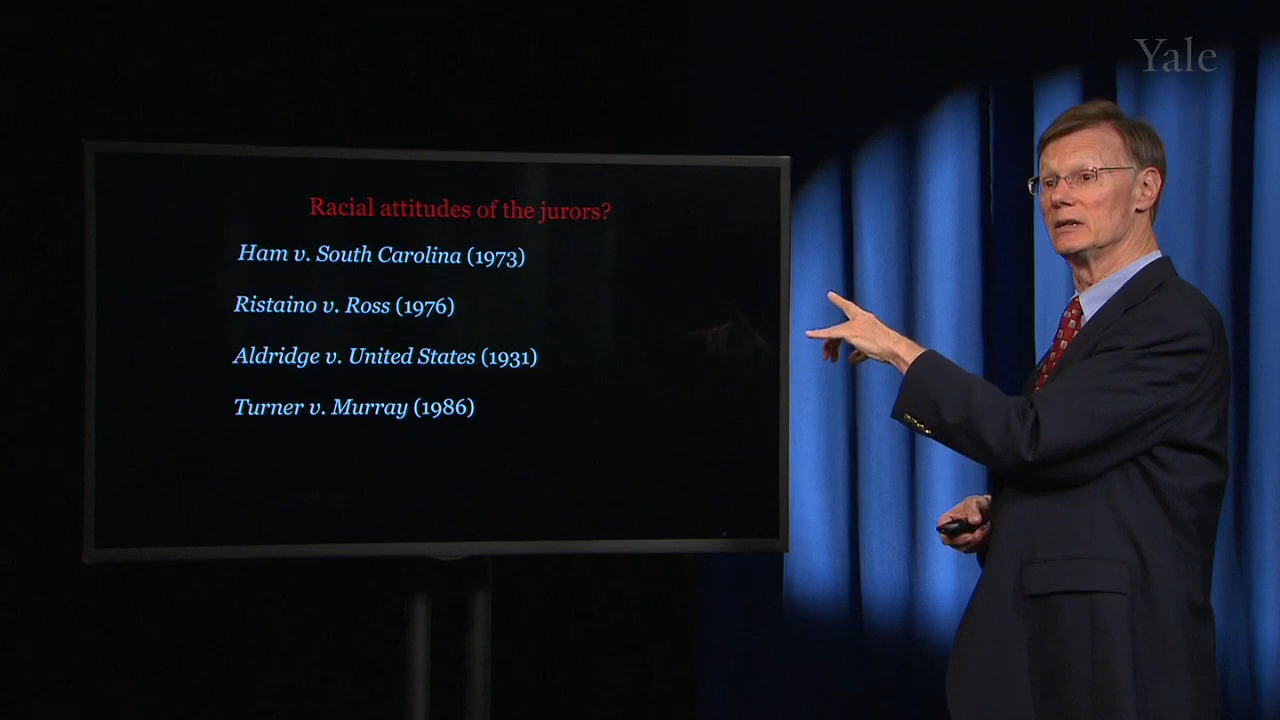 Yale
Racial attitudes of the jurors?
Ham v. South Carolina (1973)
Ristaino v. Ross (1976)
Aldridge v. United States (1931)
Turner v. Murray (1986)